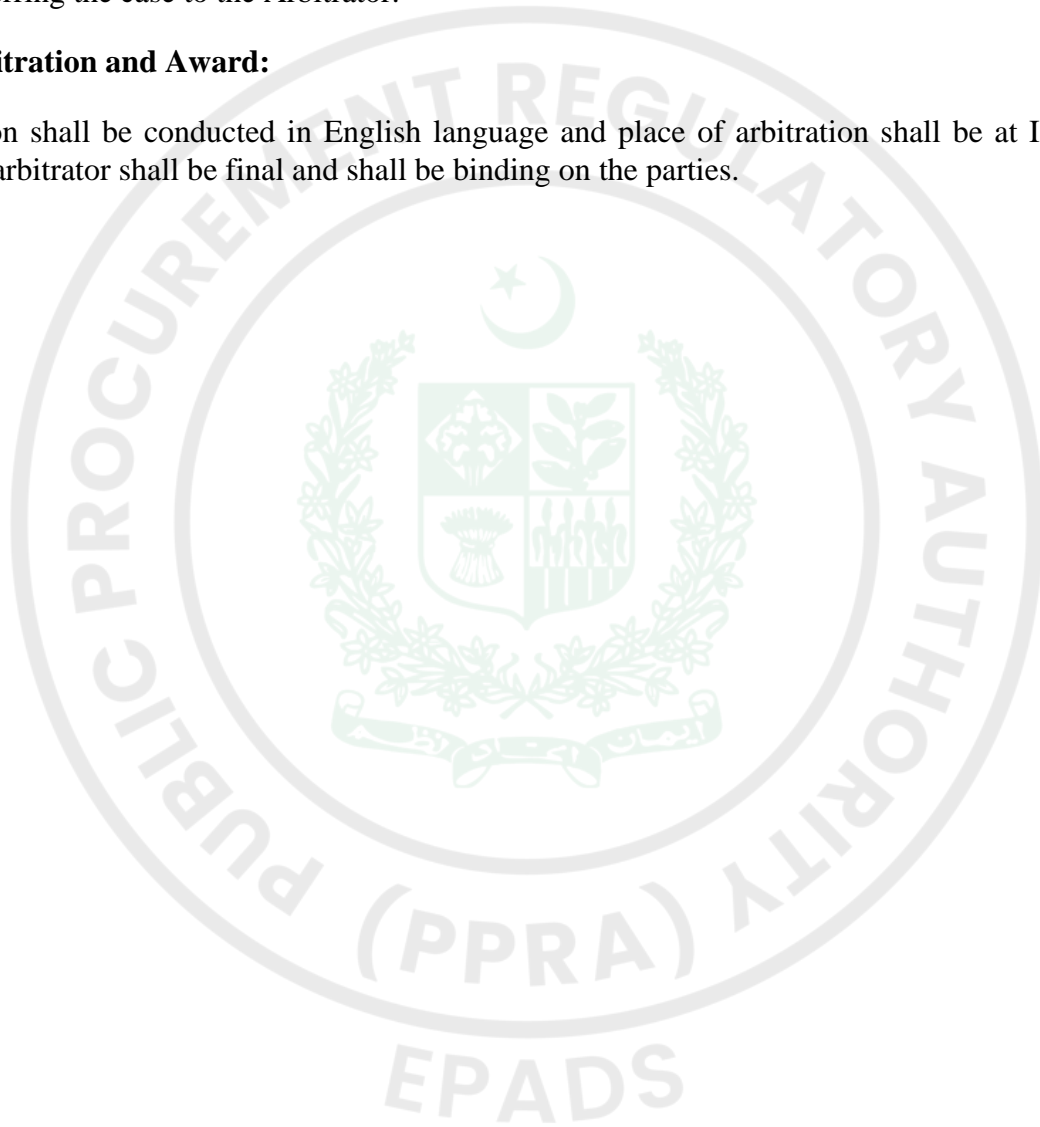 rring the case to the Arbitrator.
itration and Award:
on shall be conducted in English language and place of arbitration shall be at I
arbitrator shall be final and shall be binding on the parties.
PUBLIC PROCUREMENT REGULATORY AUTHORITY
(PPRA)
EPADS